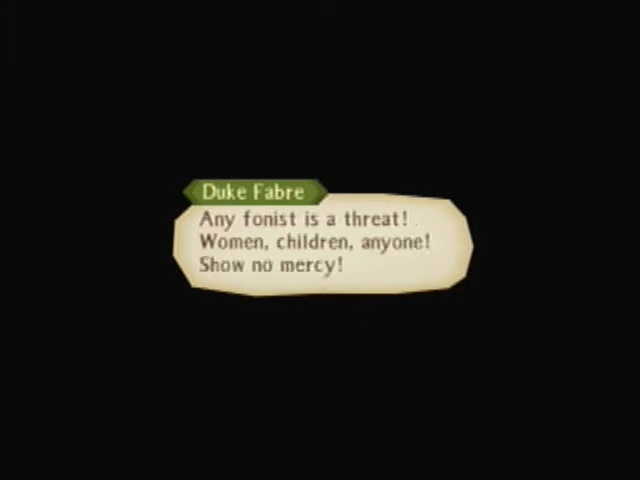 Duke Fabre
Any fonist is a threat!
Women, children, anyone!
Show no mercy!